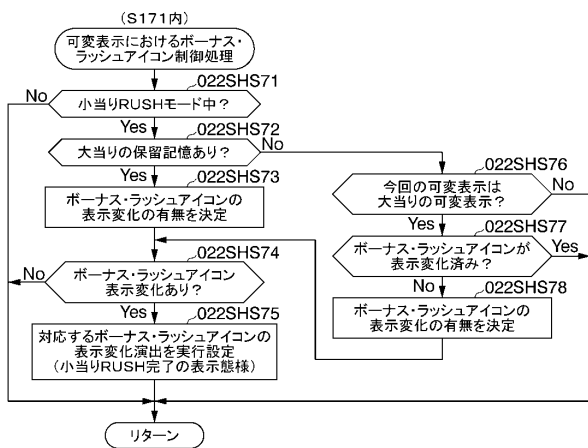 (S171内)
可変表示におけるボーナス・
ラッシュアイコン制御処理
022SHS71
小当りRUSHモード中?
No
Yes
022SHS72
大当りの保留記憶あり?
No
Yes
022SHS73
ボーナス・ラッシュアイコンの
表示変化の有無を決定
022SHS74
ボーナス・ラッシュアイコン
表示変化あり?
No
Yes
022SHS75
対応するボーナス・ラッシュアイコンの
表示変化演出を実行設定
(小当りRUSH完了の表示態様)
022SHS76
今回の可変表示は
大当りの可変表示?
No
Yes
022SHS77
ボーナス・ラッシュアイコンが
表示変化済み?
Yes
No
022SHS78
ボーナス・ラッシュアイコンの
表示変化の有無を決定
リターン